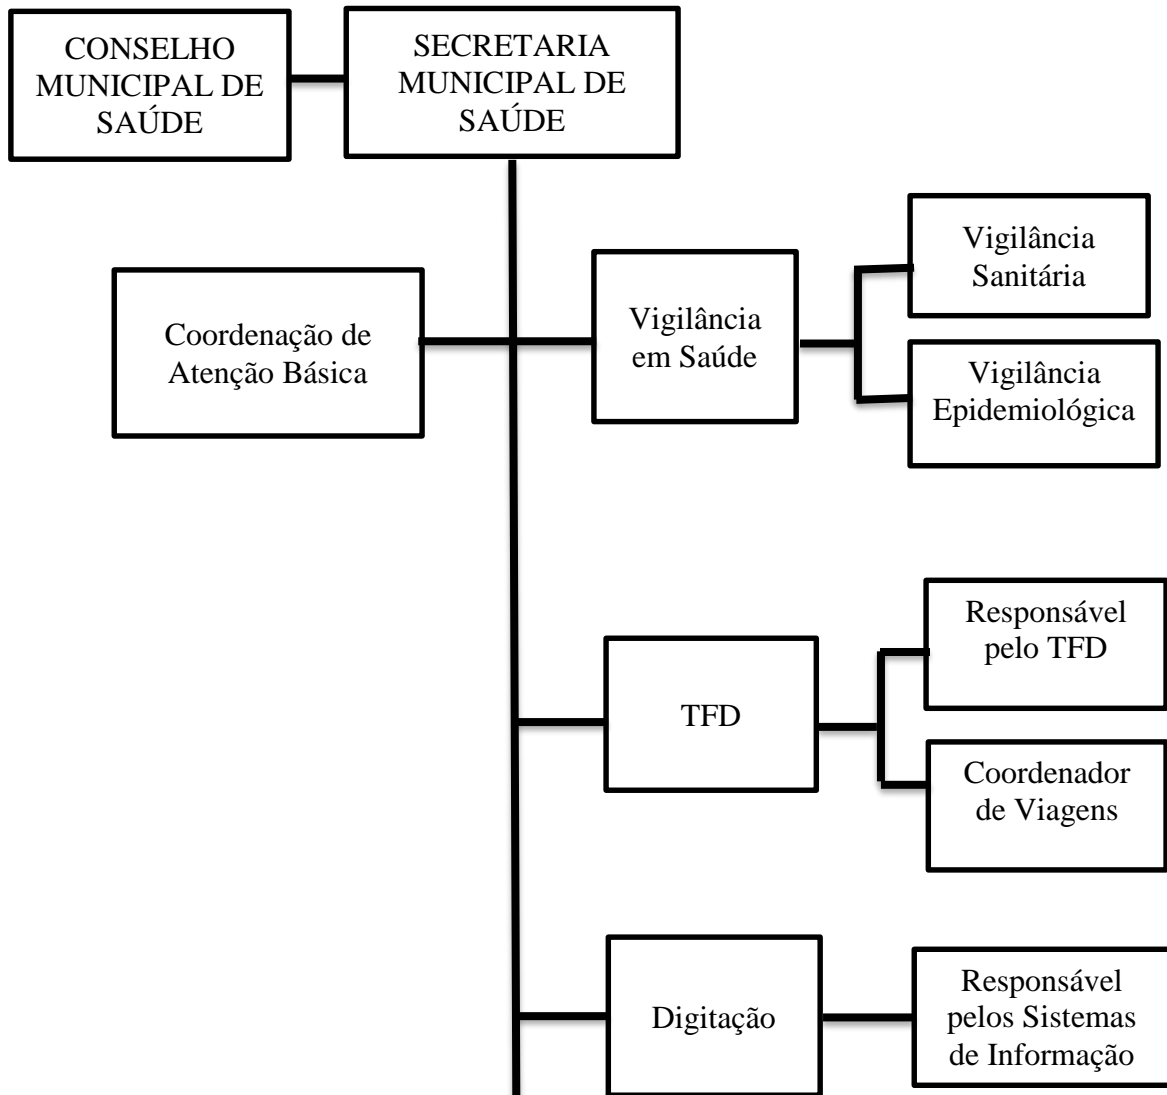 CONSELHO
MUNICIPAL DE
SAÚDE
SECRETARIA
MUNICIPAL DE
SAÚDE
Coordenação de
Atenção Básica
Vigilância
em Saúde
Vigilância
Sanitária
Vigilância
Epidemiológica
TFD
Responsável
pelo TFD
Coordenador
de Viagens
Digitação
Responsável
pelos Sistemas
de Informação